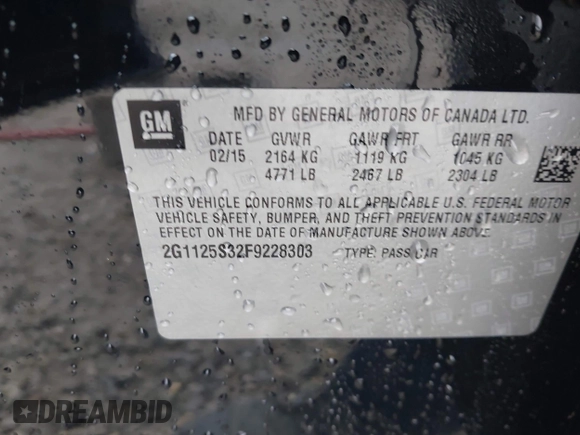 GM
MFD BY GENERAL MOTORS OF CANADA LTD.
DATE GVWR GAWR FRT GAWR RR
02/15 2164 KG 1119 KG 1045 KG
4771 LB 2467 LB 2304 LB
THIS VEHICLE CONFORMS TO ALL APPLICABLE U.S. FEDERAL MOTOR
VEHICLE SAFETY, BUMPER, AND THEFT PREVENTION STANDARDS IN
EFFECT ON THE DATE OF MANUFACTURE SHOWN ABOVE.
2G1125S32F9228303 TYPE: PASS CAR
DREAMBID